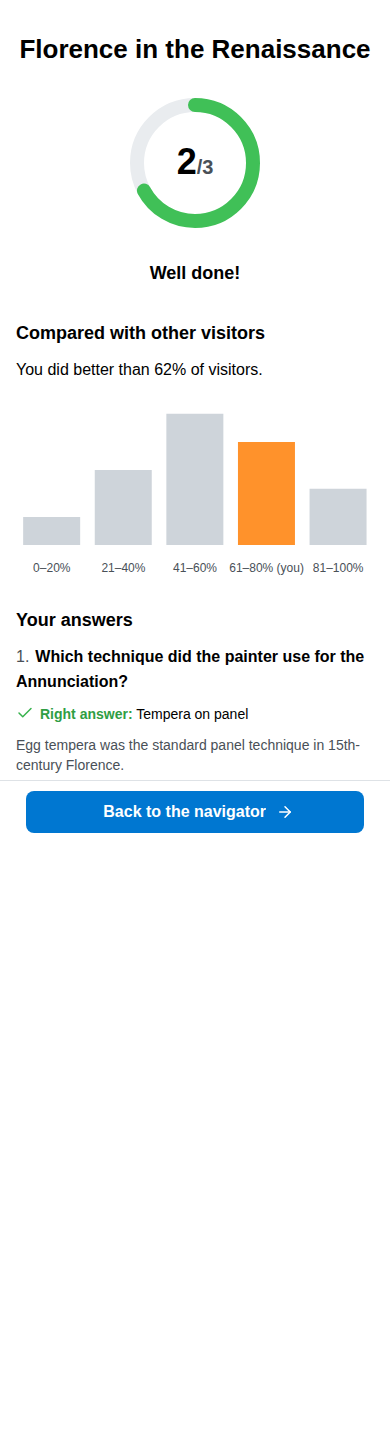 Florence in the Renaissance
2/3
Well done!
Compared with other visitors
You did better than 62% of visitors.
0–20%
21–40%
41–60%
61–80% (you)
81–100%
Your answers
1. Which technique did the painter use for the
Annunciation?
Right answer: Tempera on panel
Egg tempera was the standard panel technique in 15th-
century Florence.
Back to the navigator